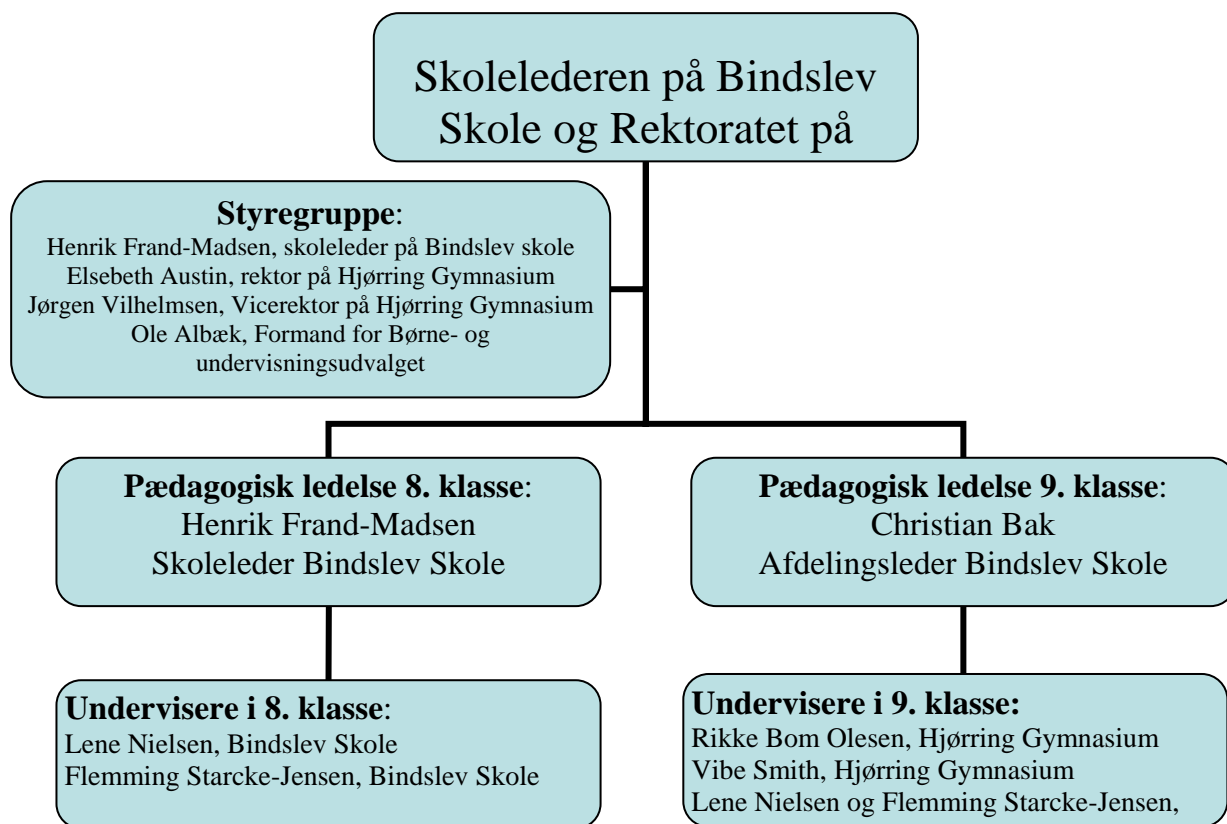 Skolelederen på Bindslev
Skole og Rektoratet på
Styregruppe:
Henrik Frand-Madsen, skoleleder på Bindslev skole
Elsebeth Austin, rektor på Hjørring Gymnasium
Jørgen Vilhelmsen, Vicerektor på Hjørring Gymnasium
Ole Albæk, Formand for Børne- og
undervisningsudvalget
Pædagogisk ledelse 8. klasse:
Henrik Frand-Madsen
Skoleleder Bindslev Skole
Pædagogisk ledelse 9. klasse:
Christian Bak
Afdelingsleder Bindslev Skole
Undervisere i 8. klasse:
Lene Nielsen, Bindslev Skole
Flemming Starcke-Jensen, Bindslev Skole
Undervisere i 9. klasse:
Rikke Bom Olesen, Hjørring Gymnasium
Vibe Smith, Hjørring Gymnasium
Lene Nielsen og Flemming Starcke-Jensen,